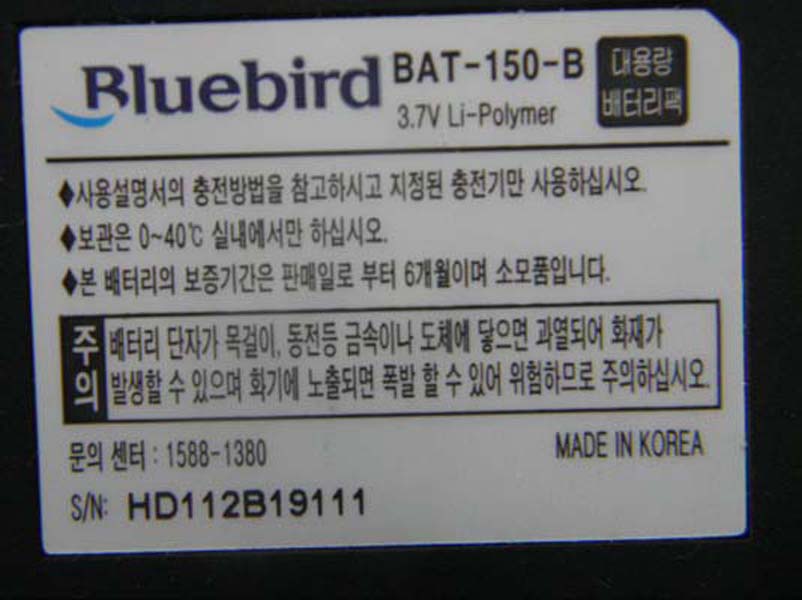 Bluebird BAT-150-B 대용량
3.7V Li-Polymer 배터리팩
♦사용설명서의 충전방법을 참고하시고 지정된 충전기만 사용하십시오.
♦보관은 0~40℃ 실내에서만 하십시오.
♦본 배터리의 보증기간은 판매일로 부터 6개월이며 소모품입니다.
주의
배터리 단자가 목걸이, 동전등 금속이나 도체에 닿으면 과열되어 화재가
발생할 수 있으며 화기에 노출되면 폭발 할 수 있어 위험하므로 주의하십시오.
문의 센터 : 1588-1380 MADE IN KOREA
S/N: HD112B19111